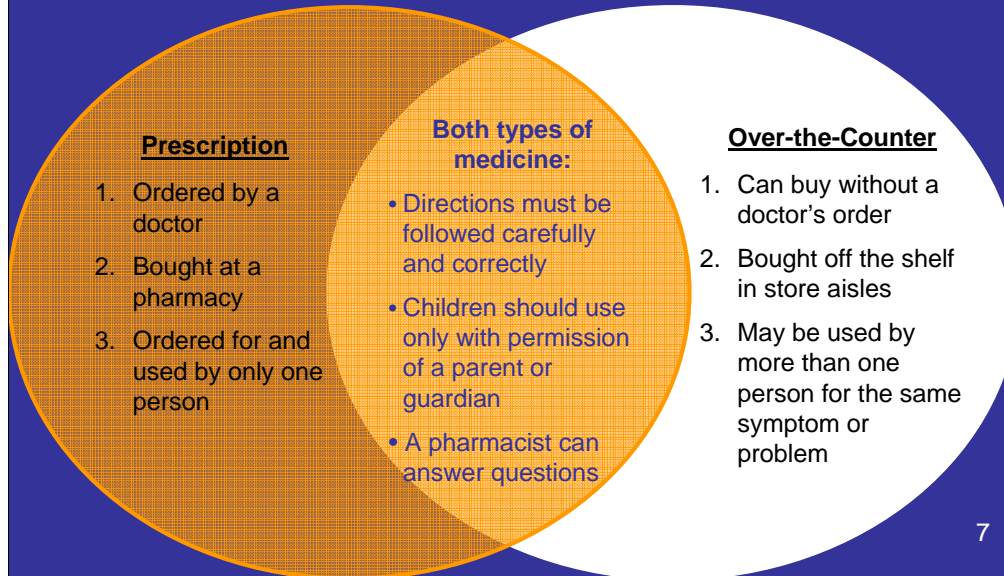 Prescription
1. Ordered by a
doctor
2. Bought at a
pharmacy
3. Ordered for and
used by only one
person
Both types of
medicine:
• Directions must be
followed carefully
and correctly
• Children should use
only with permission
of a parent or
guardian
• A pharmacist can
answer questions
Over-the-Counter
1. Can buy without a
doctor’s order
2. Bought off the shelf
in store aisles
3. May be used by
more than one
person for the same
symptom or
problem
7